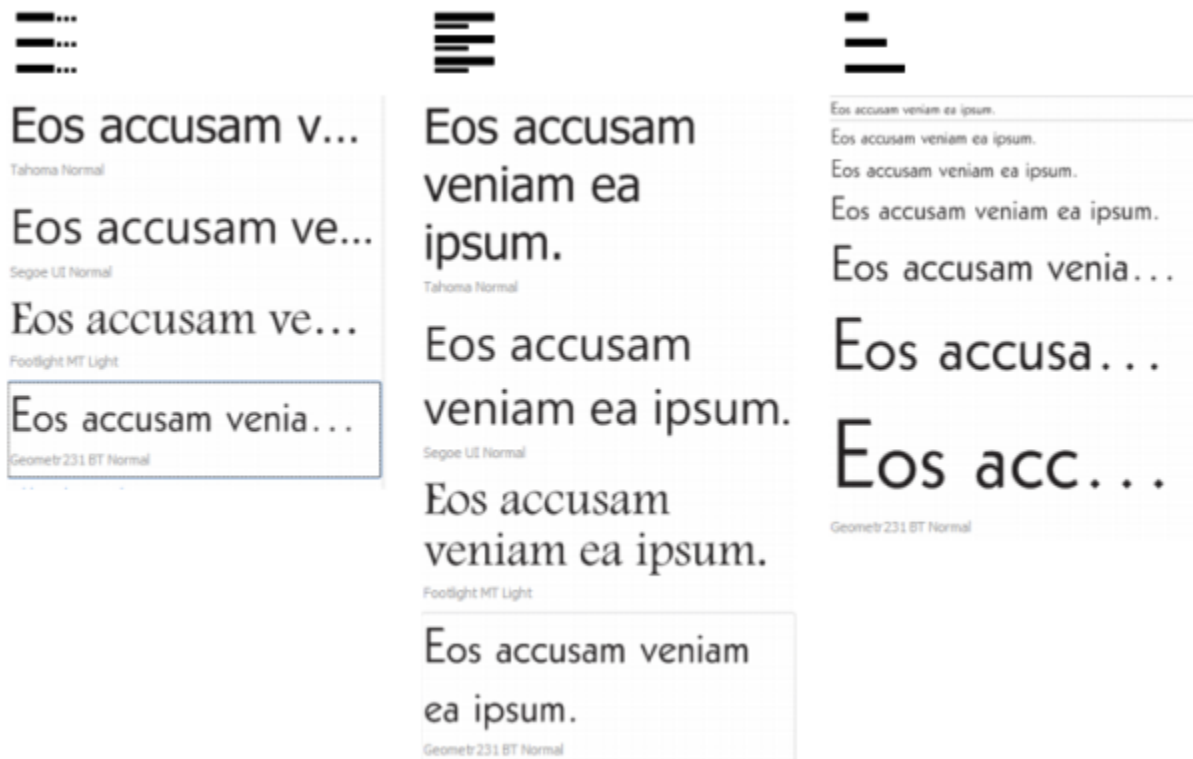 Eos accusam v...
Tahoma Normal
Eos accusam ve...
Segoe UI Normal
Eos accusam ve...
Footlight MT Light
Eos accusam venia...
Geometr231 BT Normal
Eos accusam
veniam ea
ipsum.
Tahoma Normal
Eos accusam
veniam ea ipsum.
Segoe UI Normal
Eos accusam
veniam ea ipsum.
Footlight MT Light
Eos accusam veniam
ea ipsum.
Geometr231 BT Normal
Eos accusam veniam ea ipsum.
Eos accusam veniam ea ipsum.
Eos accusam veniam ea ipsum.
Eos accusam veniam ea ipsum.
Eos accusam venia...
Eos accusa...
Eos acc...
Geometr231 BT Normal